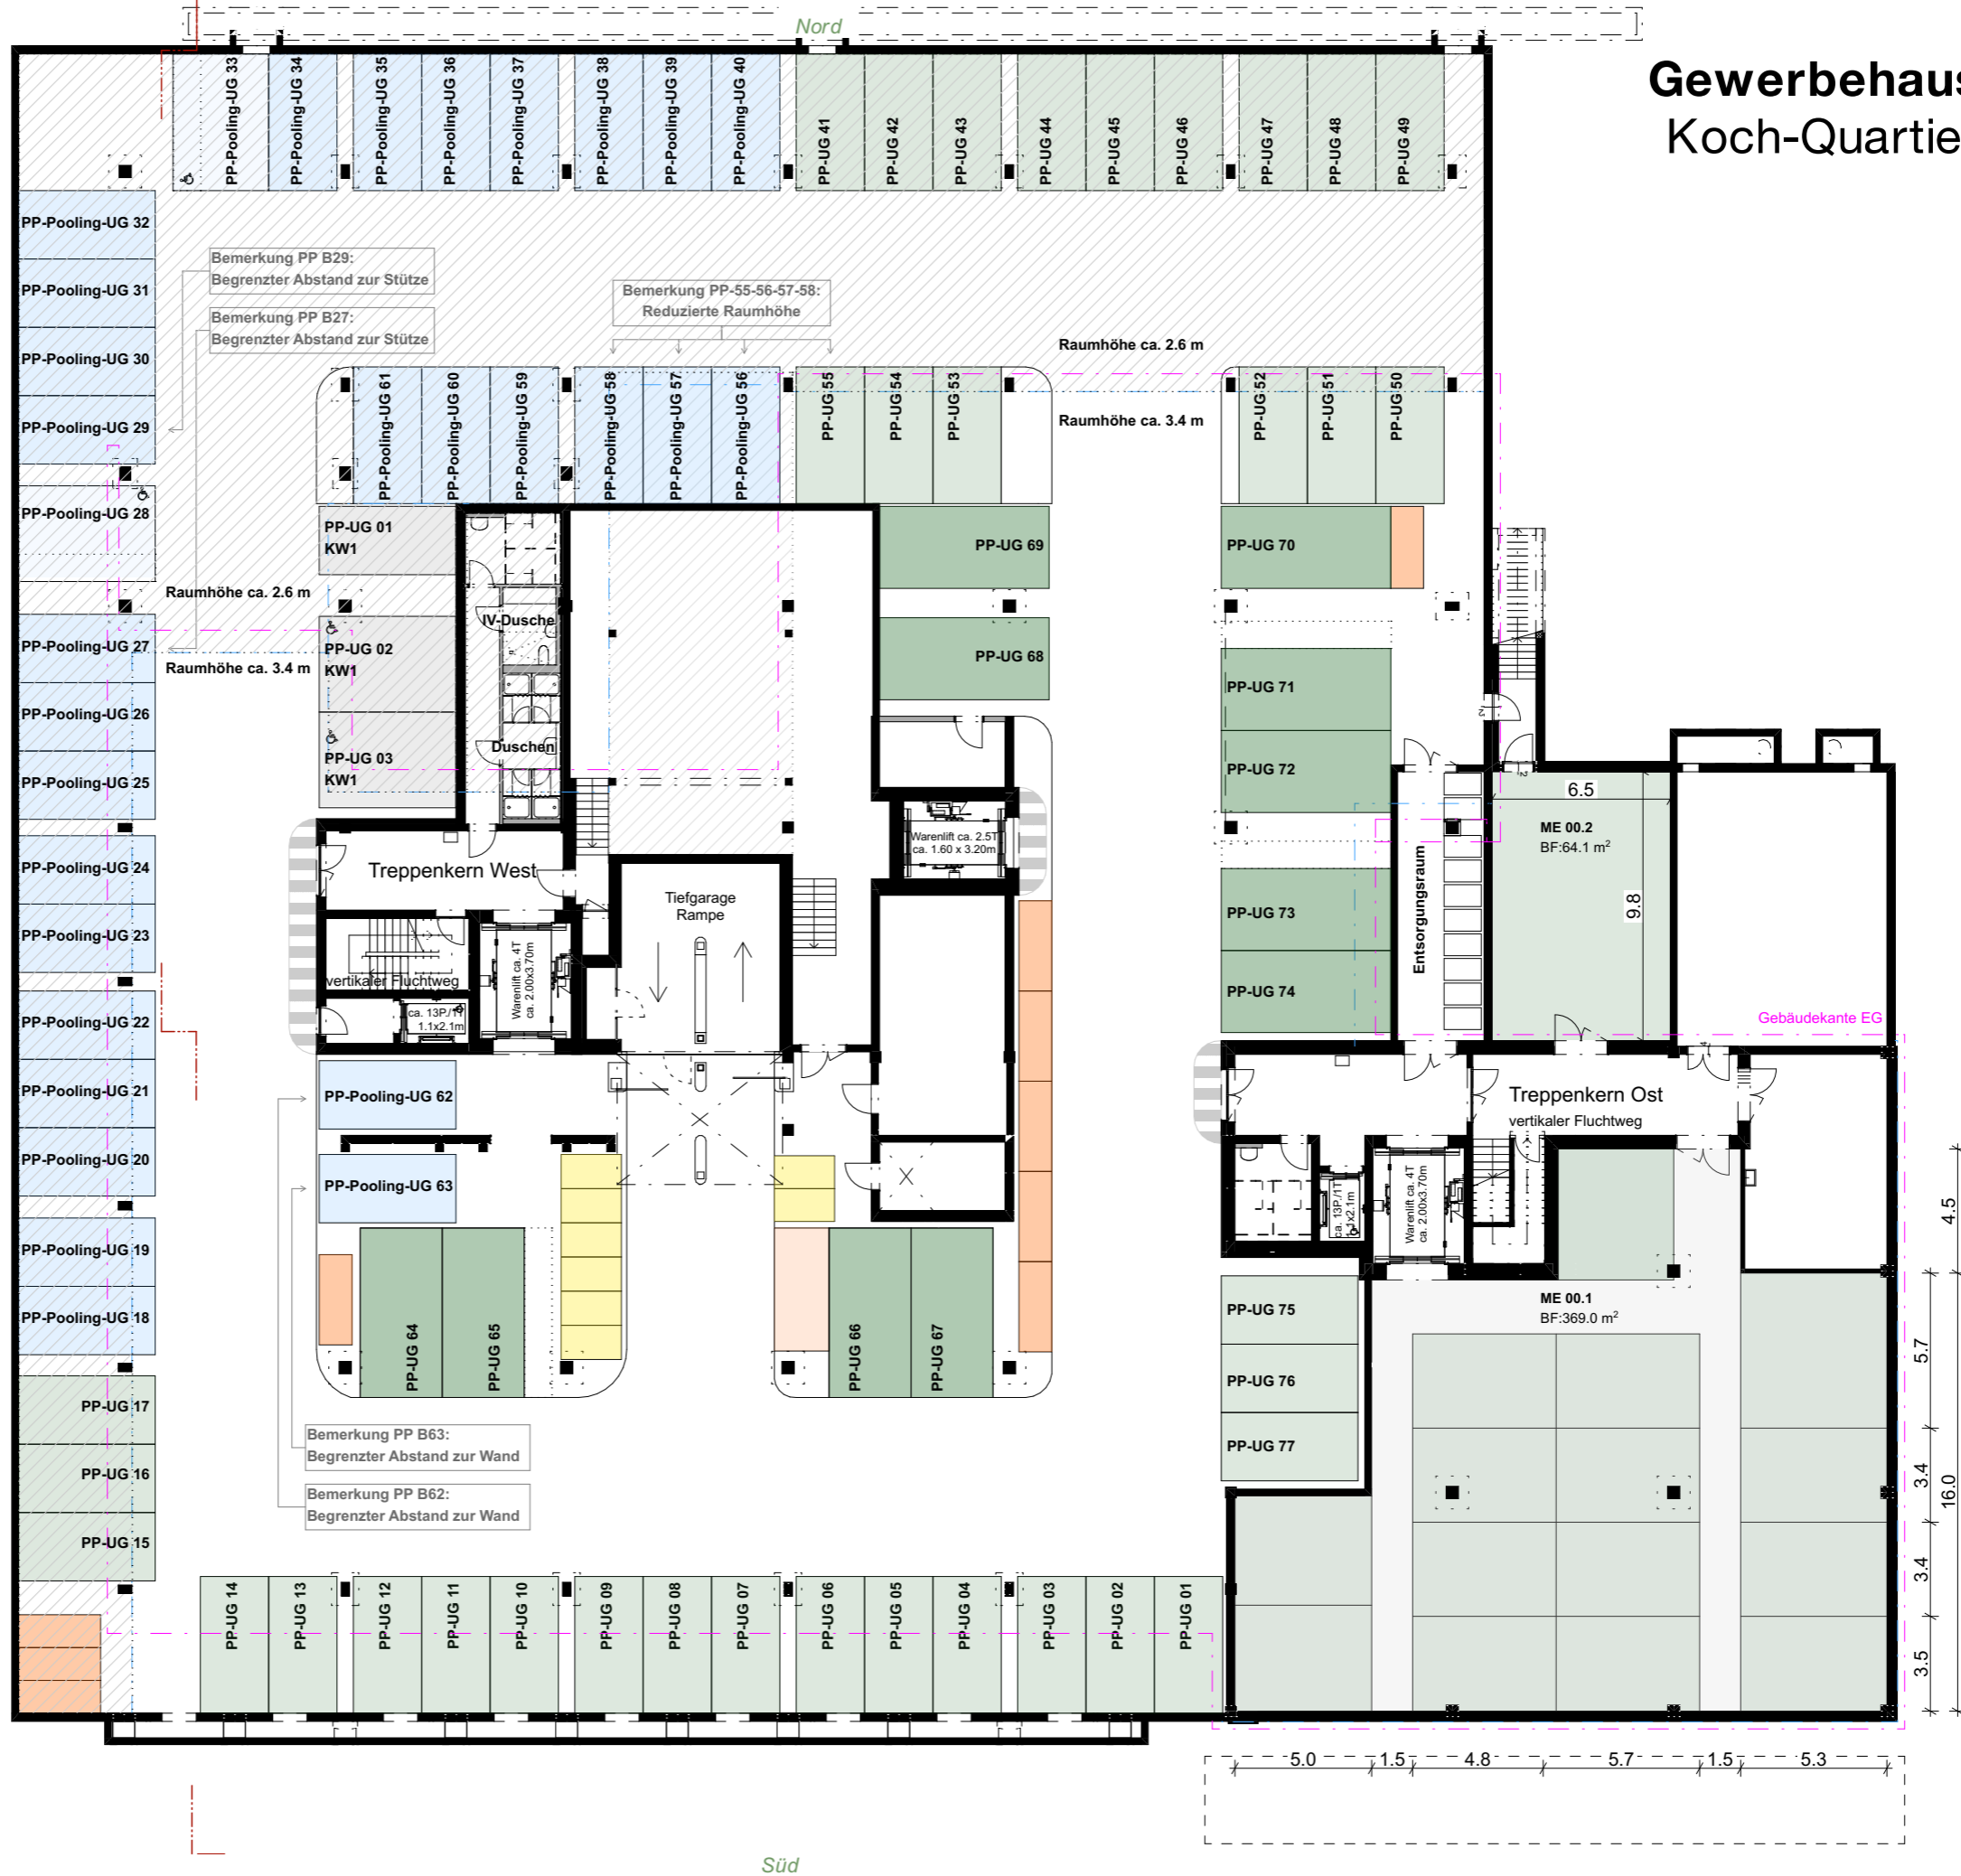 Nord
Gewerbehaus
Koch-Quartie
PP-Pooling-UG 33
PP-Pooling-UG 34
PP-Pooling-UG 35
PP-Pooling-UG 36
PP-Pooling-UG 37
PP-Pooling-UG 38
PP-Pooling-UG 39
PP-Pooling-UG 40
PP-UG 41
PP-UG 42
PP-UG 43
PP-UG 44
PP-UG 45
PP-UG 46
PP-UG 47
PP-UG 48
PP-UG 49
PP-Pooling-UG 32
PP-Pooling-UG 31
PP-Pooling-UG 30
PP-Pooling-UG 29
PP-Pooling-UG 28
PP-Pooling-UG 27
PP-Pooling-UG 26
PP-Pooling-UG 25
PP-Pooling-UG 24
PP-Pooling-UG 23
PP-Pooling-UG 22
PP-Pooling-UG 21
PP-Pooling-UG 20
PP-Pooling-UG 19
PP-Pooling-UG 18
PP-UG 17
PP-UG 16
PP-UG 15
Bemerkung PP B29:
Begrenzter Abstand zur Stütze
Bemerkung PP B27:
Begrenzter Abstand zur Stütze
Bemerkung PP-55-56-57-58:
Reduzierte Raumhöhe
Raumhöhe ca. 2.6 m
Raumhöhe ca. 3.4 m
PP-Pooling-UG 61
PP-Pooling-UG 60
PP-Pooling-UG 59
PP-Pooling-UG 58
PP-Pooling-UG 57
PP-Pooling-UG 56
PP-UG 55
PP-UG 54
PP-UG 53
PP-UG 52
PP-UG 51
PP-UG 50
PP-UG 01
KW1
PP-UG 02
KW1
PP-UG 03
KW1
Raumhöhe ca. 2.6 m
Raumhöhe ca. 3.4 m
IV-Dusche
Duschen
PP-UG 69
PP-UG 68
PP-UG 70
PP-UG 71
PP-UG 72
PP-UG 73
PP-UG 74
Entsorgungsraum
6.5
9.8
ME 00.2
BF:64.1 m²
Gebäudekante EG
Warenlift ca. 2.5T
ca. 1.60 x 3.20m
Treppenkern West
Tiefgarage
Rampe
vertikaler Fluchtweg
ca. 13P./1T
1.1x2.1m
Warenlift ca. 4T
ca. 2.00x3.70m
PP-Pooling-UG 62
PP-Pooling-UG 63
PP-UG 64
PP-UG 65
PP-UG 66
PP-UG 67
Treppenkern Ost
vertikaler Fluchtweg
ca. 13P./1T
1.1x2.1m
Warenlift ca. 4T
ca. 2.00x3.70m
PP-UG 75
PP-UG 76
PP-UG 77
ME 00.1
BF:369.0 m²
4.5
5.7
3.4
16.0
3.4
3.5
Bemerkung PP B63:
Begrenzter Abstand zur Wand
Bemerkung PP B62:
Begrenzter Abstand zur Wand
PP-UG 14
PP-UG 13
PP-UG 12
PP-UG 11
PP-UG 10
PP-UG 09
PP-UG 08
PP-UG 07
PP-UG 06
PP-UG 05
PP-UG 04
PP-UG 03
PP-UG 02
PP-UG 01
5.0
1.5
4.8
5.7
1.5
5.3
Süd